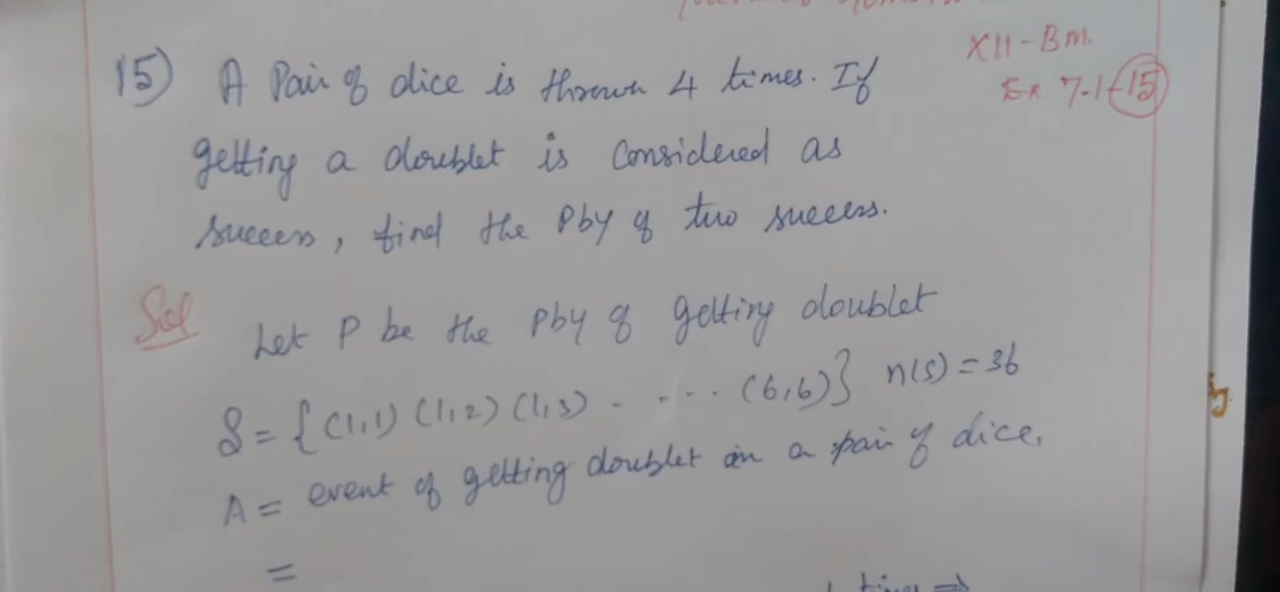 XII-BM.
Ex 7.1-15
15) A Pair of dice is thrown 4 times. If
getting a doublet is considered as
success, find the Pby of two success.
Sol
Let P be the Pby of getting doublet
S = { (1,1) (1,2) (1,3) - - - - (6,6) } n(s) = 36
A = event of getting doublet in a pair of dice.
=
times ⇒